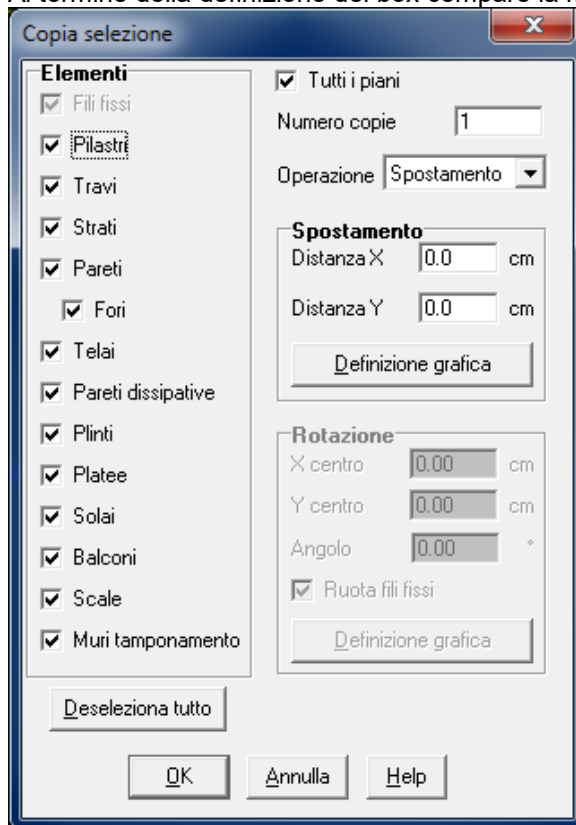 Copia selezione
Elementi
Fili fissi
Pilastri
Travi
Strati
Pareti
Fori
Telai
Pareti dissipative
Plinti
Platee
Solai
Balconi
Scale
Muri tamponamento
Deseleziona tutto
Tutti i piani
Numero copie 1
Operazione Spostamento
Spostamento
Distanza X 0.0 cm
Distanza Y 0.0 cm
Definizione grafica
Rotazione
X centro 0.00 cm
Y centro 0.00 cm
Angolo 0.00 °
Ruota fili fissi
Definizione grafica
OK Annulla Help